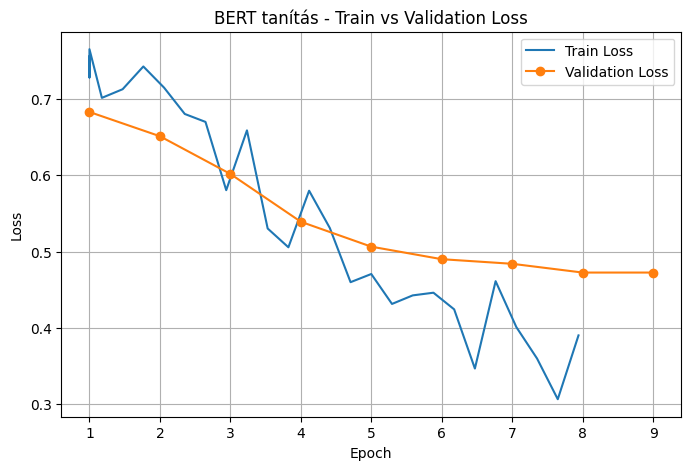 BERT tanítás - Train vs Validation Loss
Train Loss
Validation Loss
0.7
0.6
0.5
0.4
0.3
Loss
1 2 3 4 5 6 7 8 9
Epoch